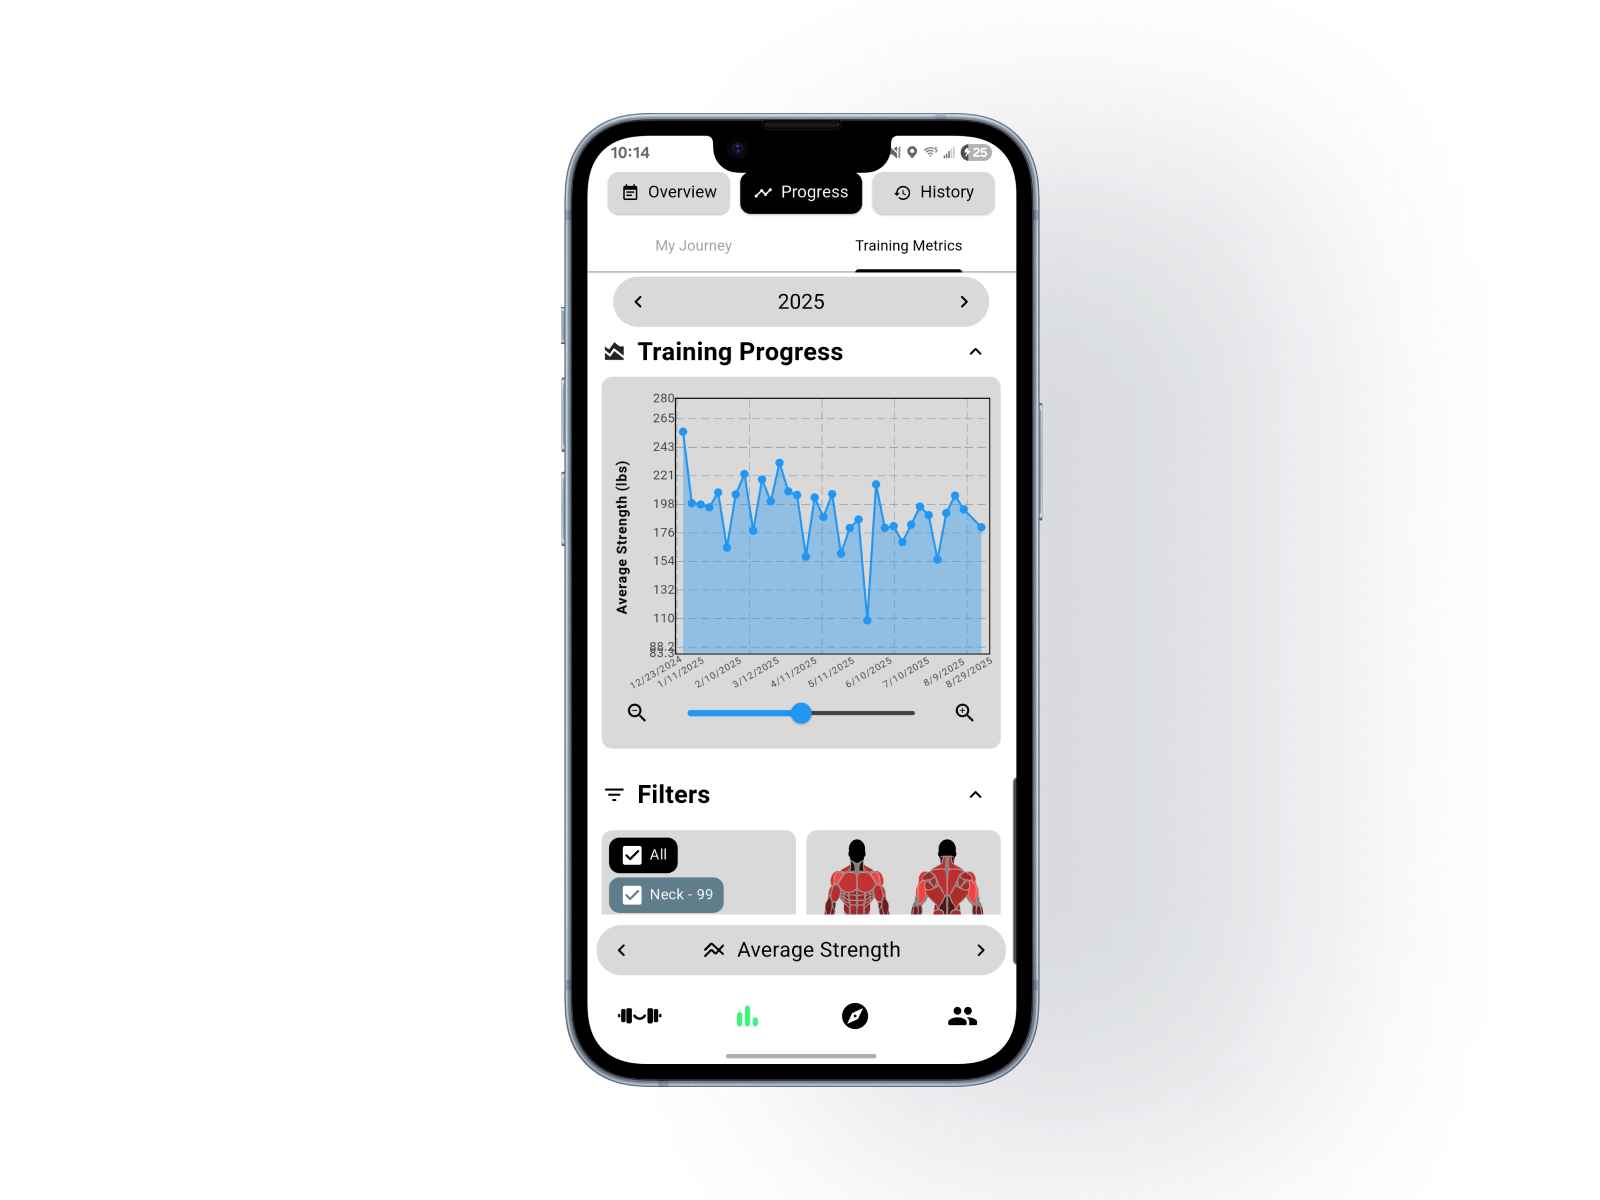 10:14
25
Overview
Progress
History
My Journey
Training Metrics
2025
Training Progress
280
265
243
221
198
176
154
132
110
88.2
83.3
Average Strength (lbs)
12/23/2024
1/11/2025
2/10/2025
3/12/2025
4/11/2025
5/11/2025
6/10/2025
7/10/2025
8/9/2025
8/29/2025
Filters
All
Neck - 99
Average Strength